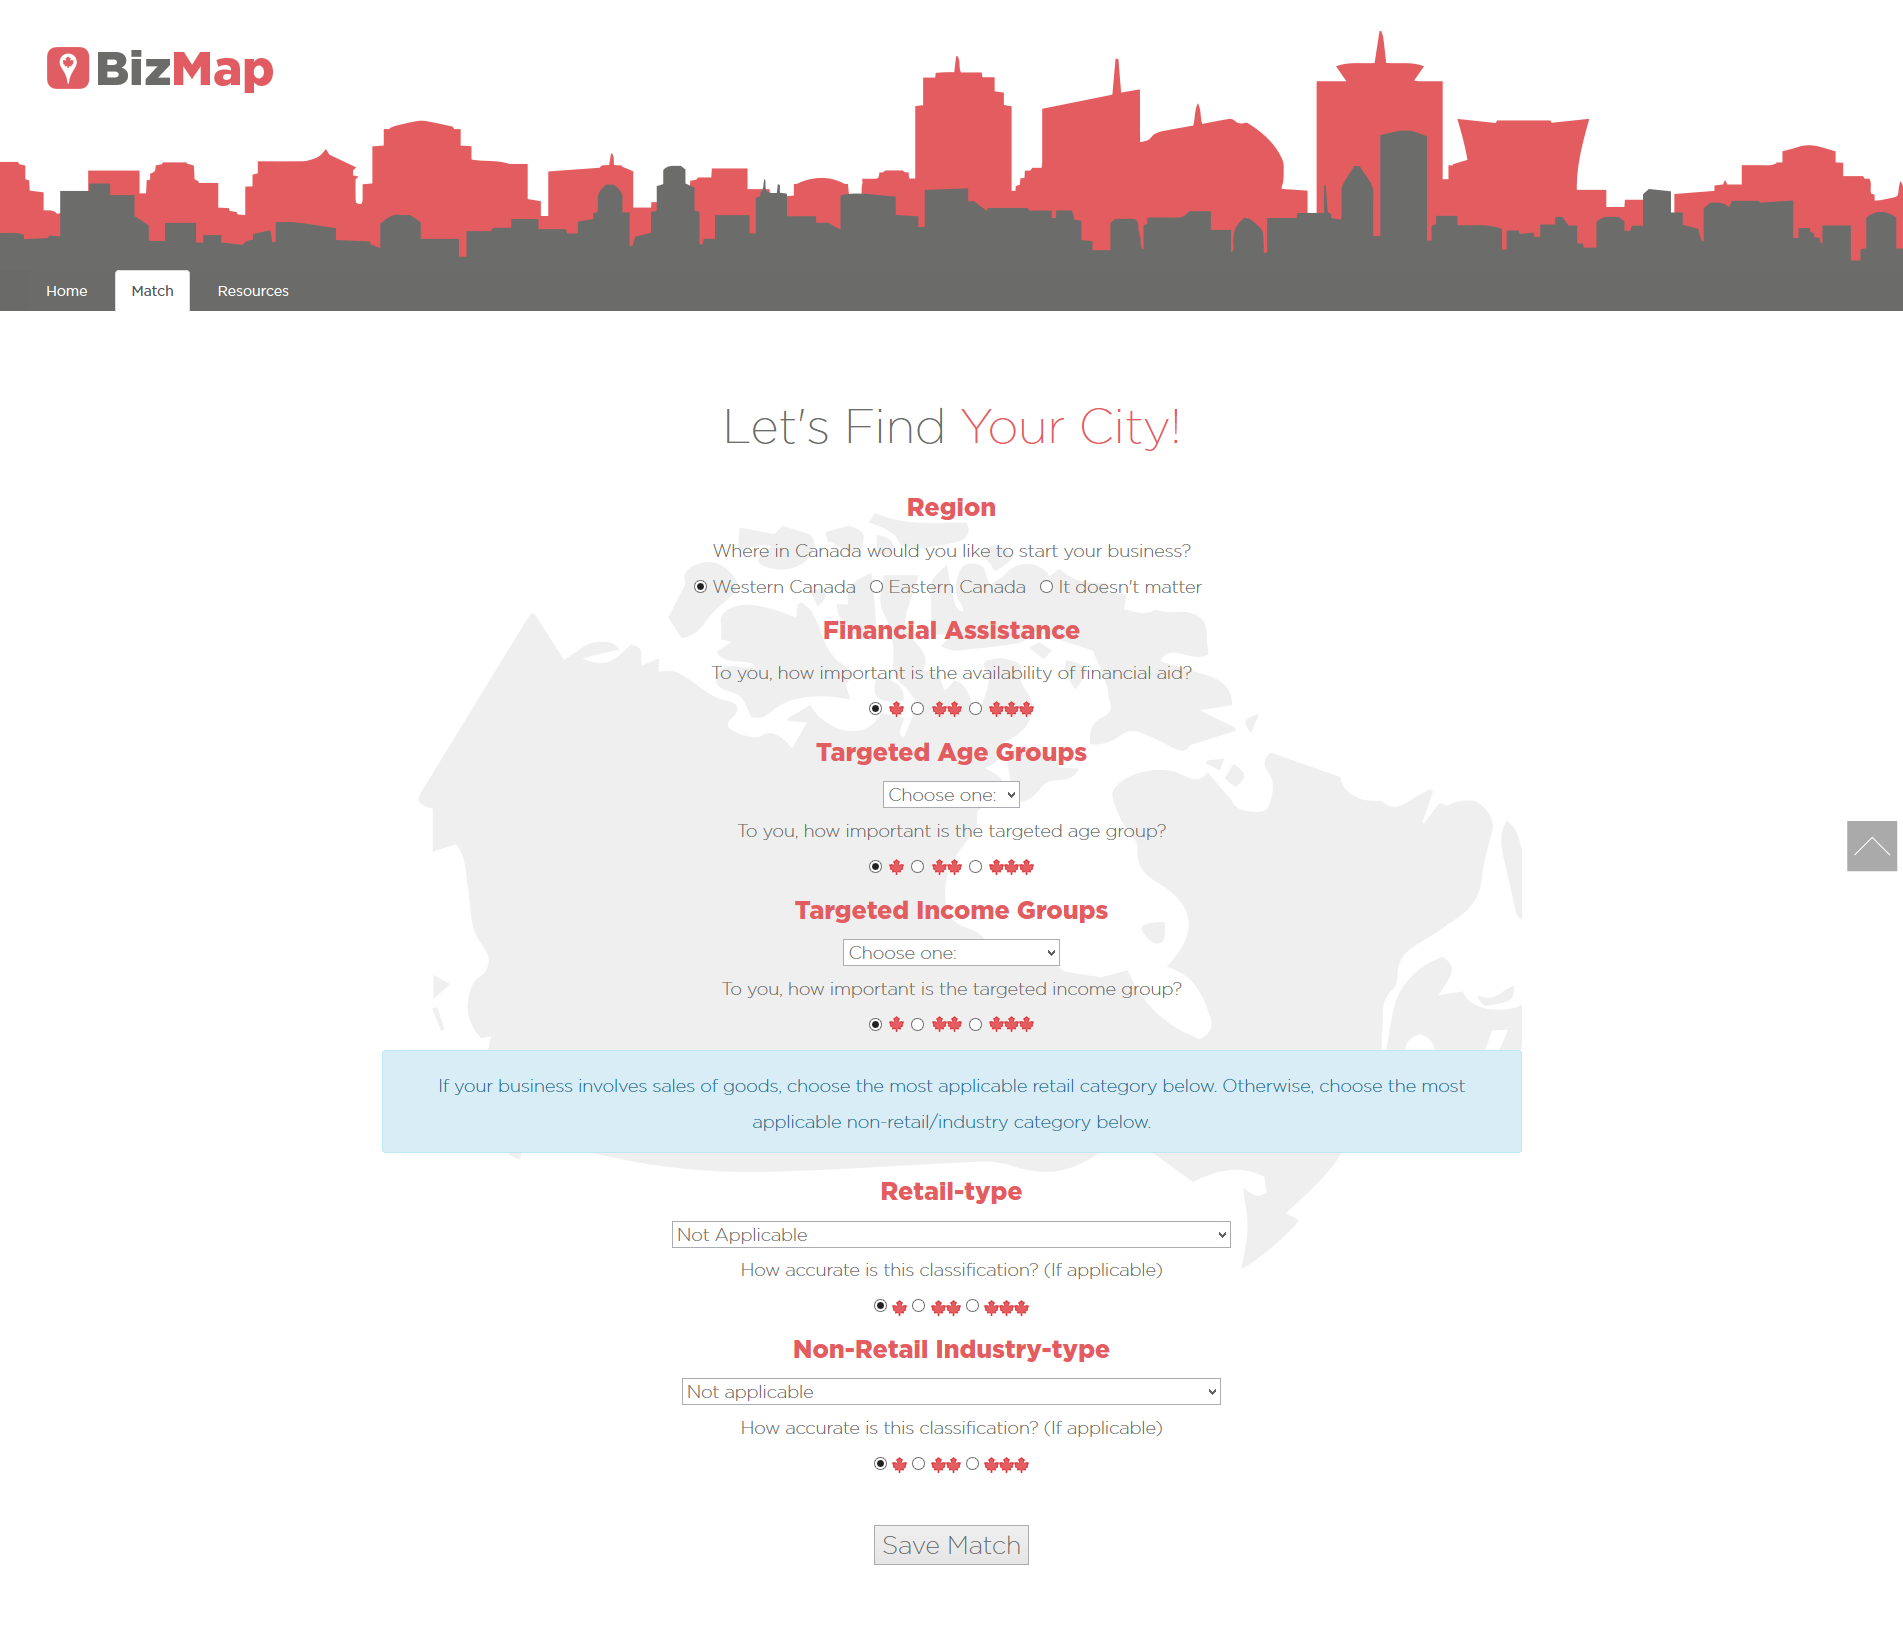 BizMap
Home Match Resources
Let's Find Your City!
Region
Where in Canada would you like to start your business?
Western Canada Eastern Canada It doesn't matter
Financial Assistance
To you, how important is the availability of financial aid?
Targeted Age Groups
Choose one:
To you, how important is the targeted age group?
Targeted Income Groups
Choose one:
To you, how important is the targeted income group?
If your business involves sales of goods, choose the most applicable retail category below. Otherwise, choose the most
applicable non-retail/industry category below.
Retail-type
Not Applicable
How accurate is this classification? (If applicable)
Non-Retail Industry-type
Not applicable
How accurate is this classification? (If applicable)
Save Match